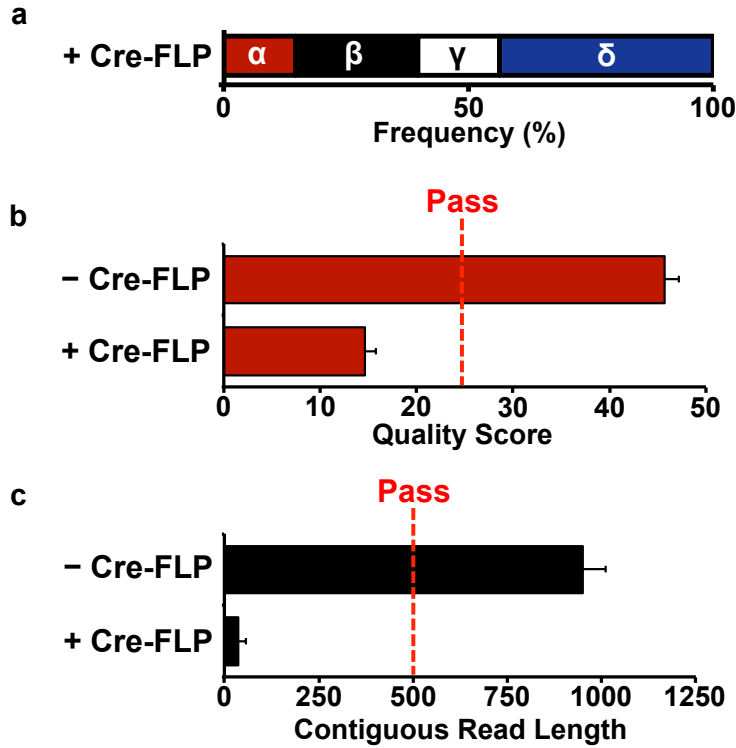 a
+ Cre-FLP α β γ δ
0 50 100
Frequency (%)
Pass
b
− Cre-FLP
+ Cre-FLP
0 10 20 30 40 50
Quality Score
Pass
c
− Cre-FLP
+ Cre-FLP
0 250 500 750 1000 1250
Contiguous Read Length